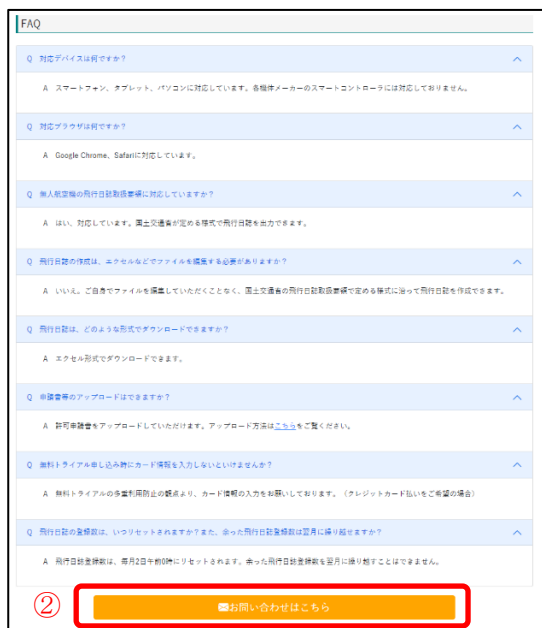 FAQ
Q 対応デバイスは何ですか？
A スマートフォン、タブレット、パソコンに対応しています。各機体メーカーのスマートコントローラには対応しておりません。
Q 対応ブラウザは何ですか？
A Google Chrome、Safariに対応しています。
Q 無人航空機の飛行日誌取扱要領に対応していますか？
A はい、対応しています。国土交通省が定める様式で飛行日誌を出力できます。
Q 飛行日誌の作成は、エクセルなどでファイルを編集する必要がありますか？
A いいえ。ご自身でファイルを編集していただくことなく、国土交通省の飛行日誌取扱要領で定める様式に沿って飛行日誌を作成できます。
Q 飛行日誌は、どのような形式でダウンロードできますか？
A エクセル形式でダウンロードできます。
Q 申請書等のアップロードはできますか？
A 許可申請書をアップロードしていただけます。アップロード方法はこちらをご覧ください。
Q 無料トライアル申し込み時にカード情報を入力しないといけませんか？
A 無料トライアルの多重利用防止の観点より、カード情報の入力をお願いしております。（クレジットカード払いをご希望の場合）
Q 飛行日誌の登録数は、いつリセットされますか？また、余った飛行日誌登録数は翌月に繰り越せますか？
A 飛行日誌登録数は、毎月2日午前0時にリセットされます。余った飛行日誌登録数を翌月に繰り越すことはできません。
②
お問い合わせはこちら